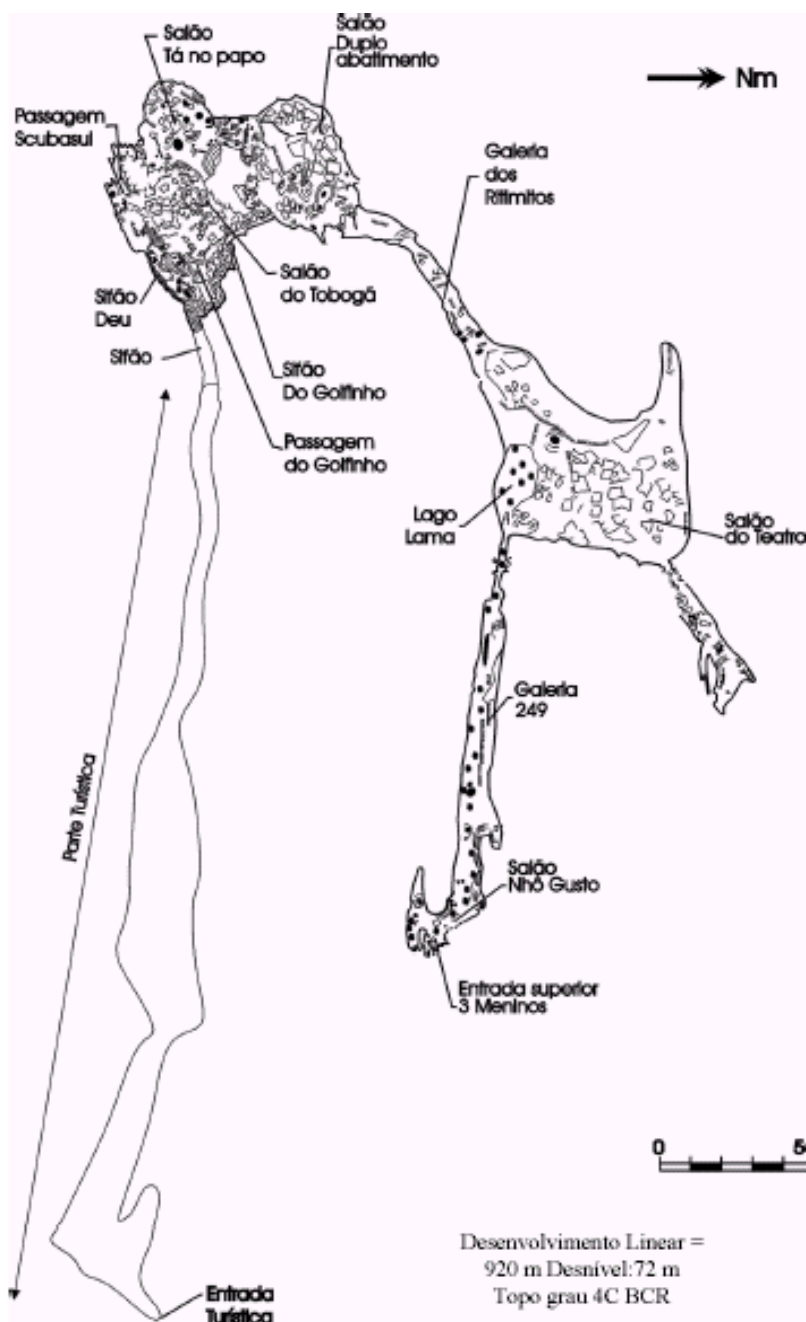 Salão
Tá no papo
Salão
Duplo
abatimento
Nm
Passagem
Scubasul
Galeria
dos
Ritimitos
Salão
do Tobogã
Sifão
Deu
Sifão
Sifão
Do Golfinho
Passagem
do Golfinho
Lago
Lama
Salão
do Teatro
Galeria
249
Parte Turística
Salão
Nhô Gusto
Entrada superior
3 Meninos
0
Desenvolvimento Linear =
920 m Desnível:72 m
Topo grau 4C BCR
Entrada
Turística